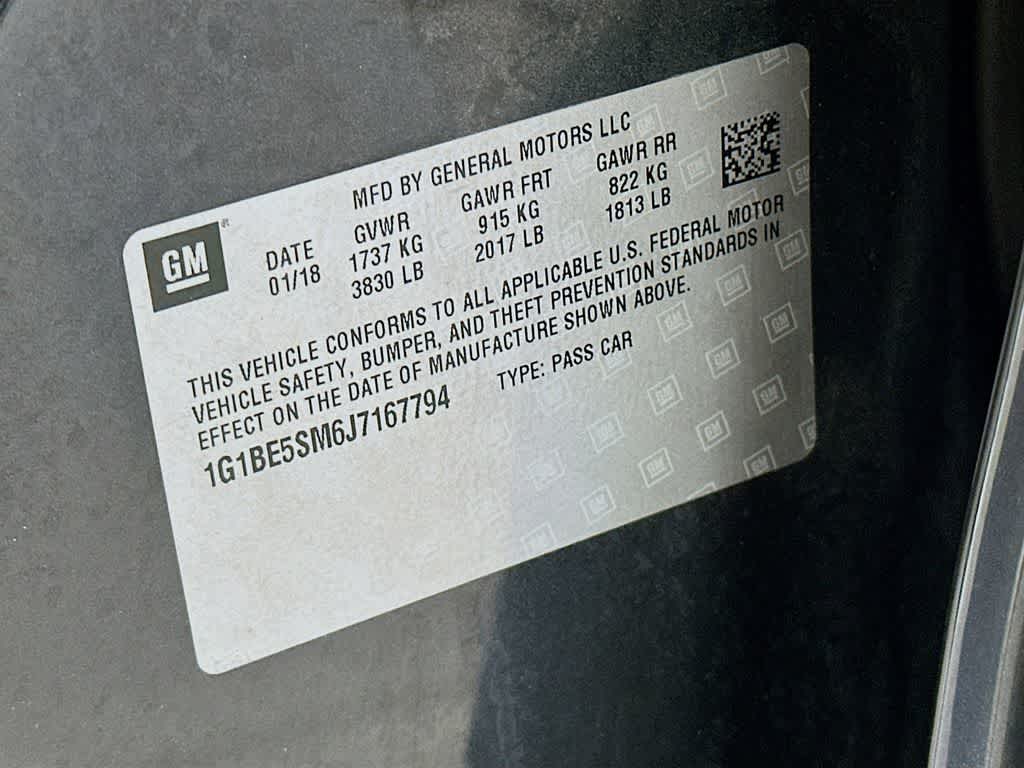 MFD BY GENERAL MOTORS LLC
GM®
DATE GVWR GAWR FRT GAWR RR
01/18 1737 KG 915 KG 822 KG
3830 LB 2017 LB 1813 LB
THIS VEHICLE CONFORMS TO ALL APPLICABLE U.S. FEDERAL MOTOR
VEHICLE SAFETY, BUMPER, AND THEFT PREVENTION STANDARDS IN
EFFECT ON THE DATE OF MANUFACTURE SHOWN ABOVE.
1G1BE5SM6J7167794 TYPE: PASS CAR